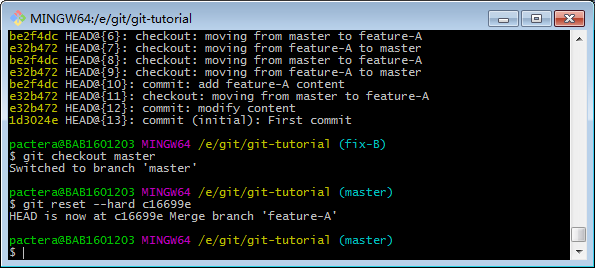 MINGW64:/e/git/git-tutorial
be2f4dc HEAD@{6}: checkout: moving from master to feature-A
e32b472 HEAD@{7}: checkout: moving from feature-A to master
be2f4dc HEAD@{8}: checkout: moving from master to feature-A
e32b472 HEAD@{9}: checkout: moving from feature-A to master
be2f4dc HEAD@{10}: commit: add feature-A content
e32b472 HEAD@{11}: checkout: moving from master to feature-A
e32b472 HEAD@{12}: commit: modify content
1d3024e HEAD@{13}: commit (initial): First commit
pactera@BAB1601203 MINGW64 /e/git/git-tutorial (fix-B)
$ git checkout master
Switched to branch 'master'
pactera@BAB1601203 MINGW64 /e/git/git-tutorial (master)
$ git reset --hard c16699e
HEAD is now at c16699e Merge branch 'feature-A'
pactera@BAB1601203 MINGW64 /e/git/git-tutorial (master)
$